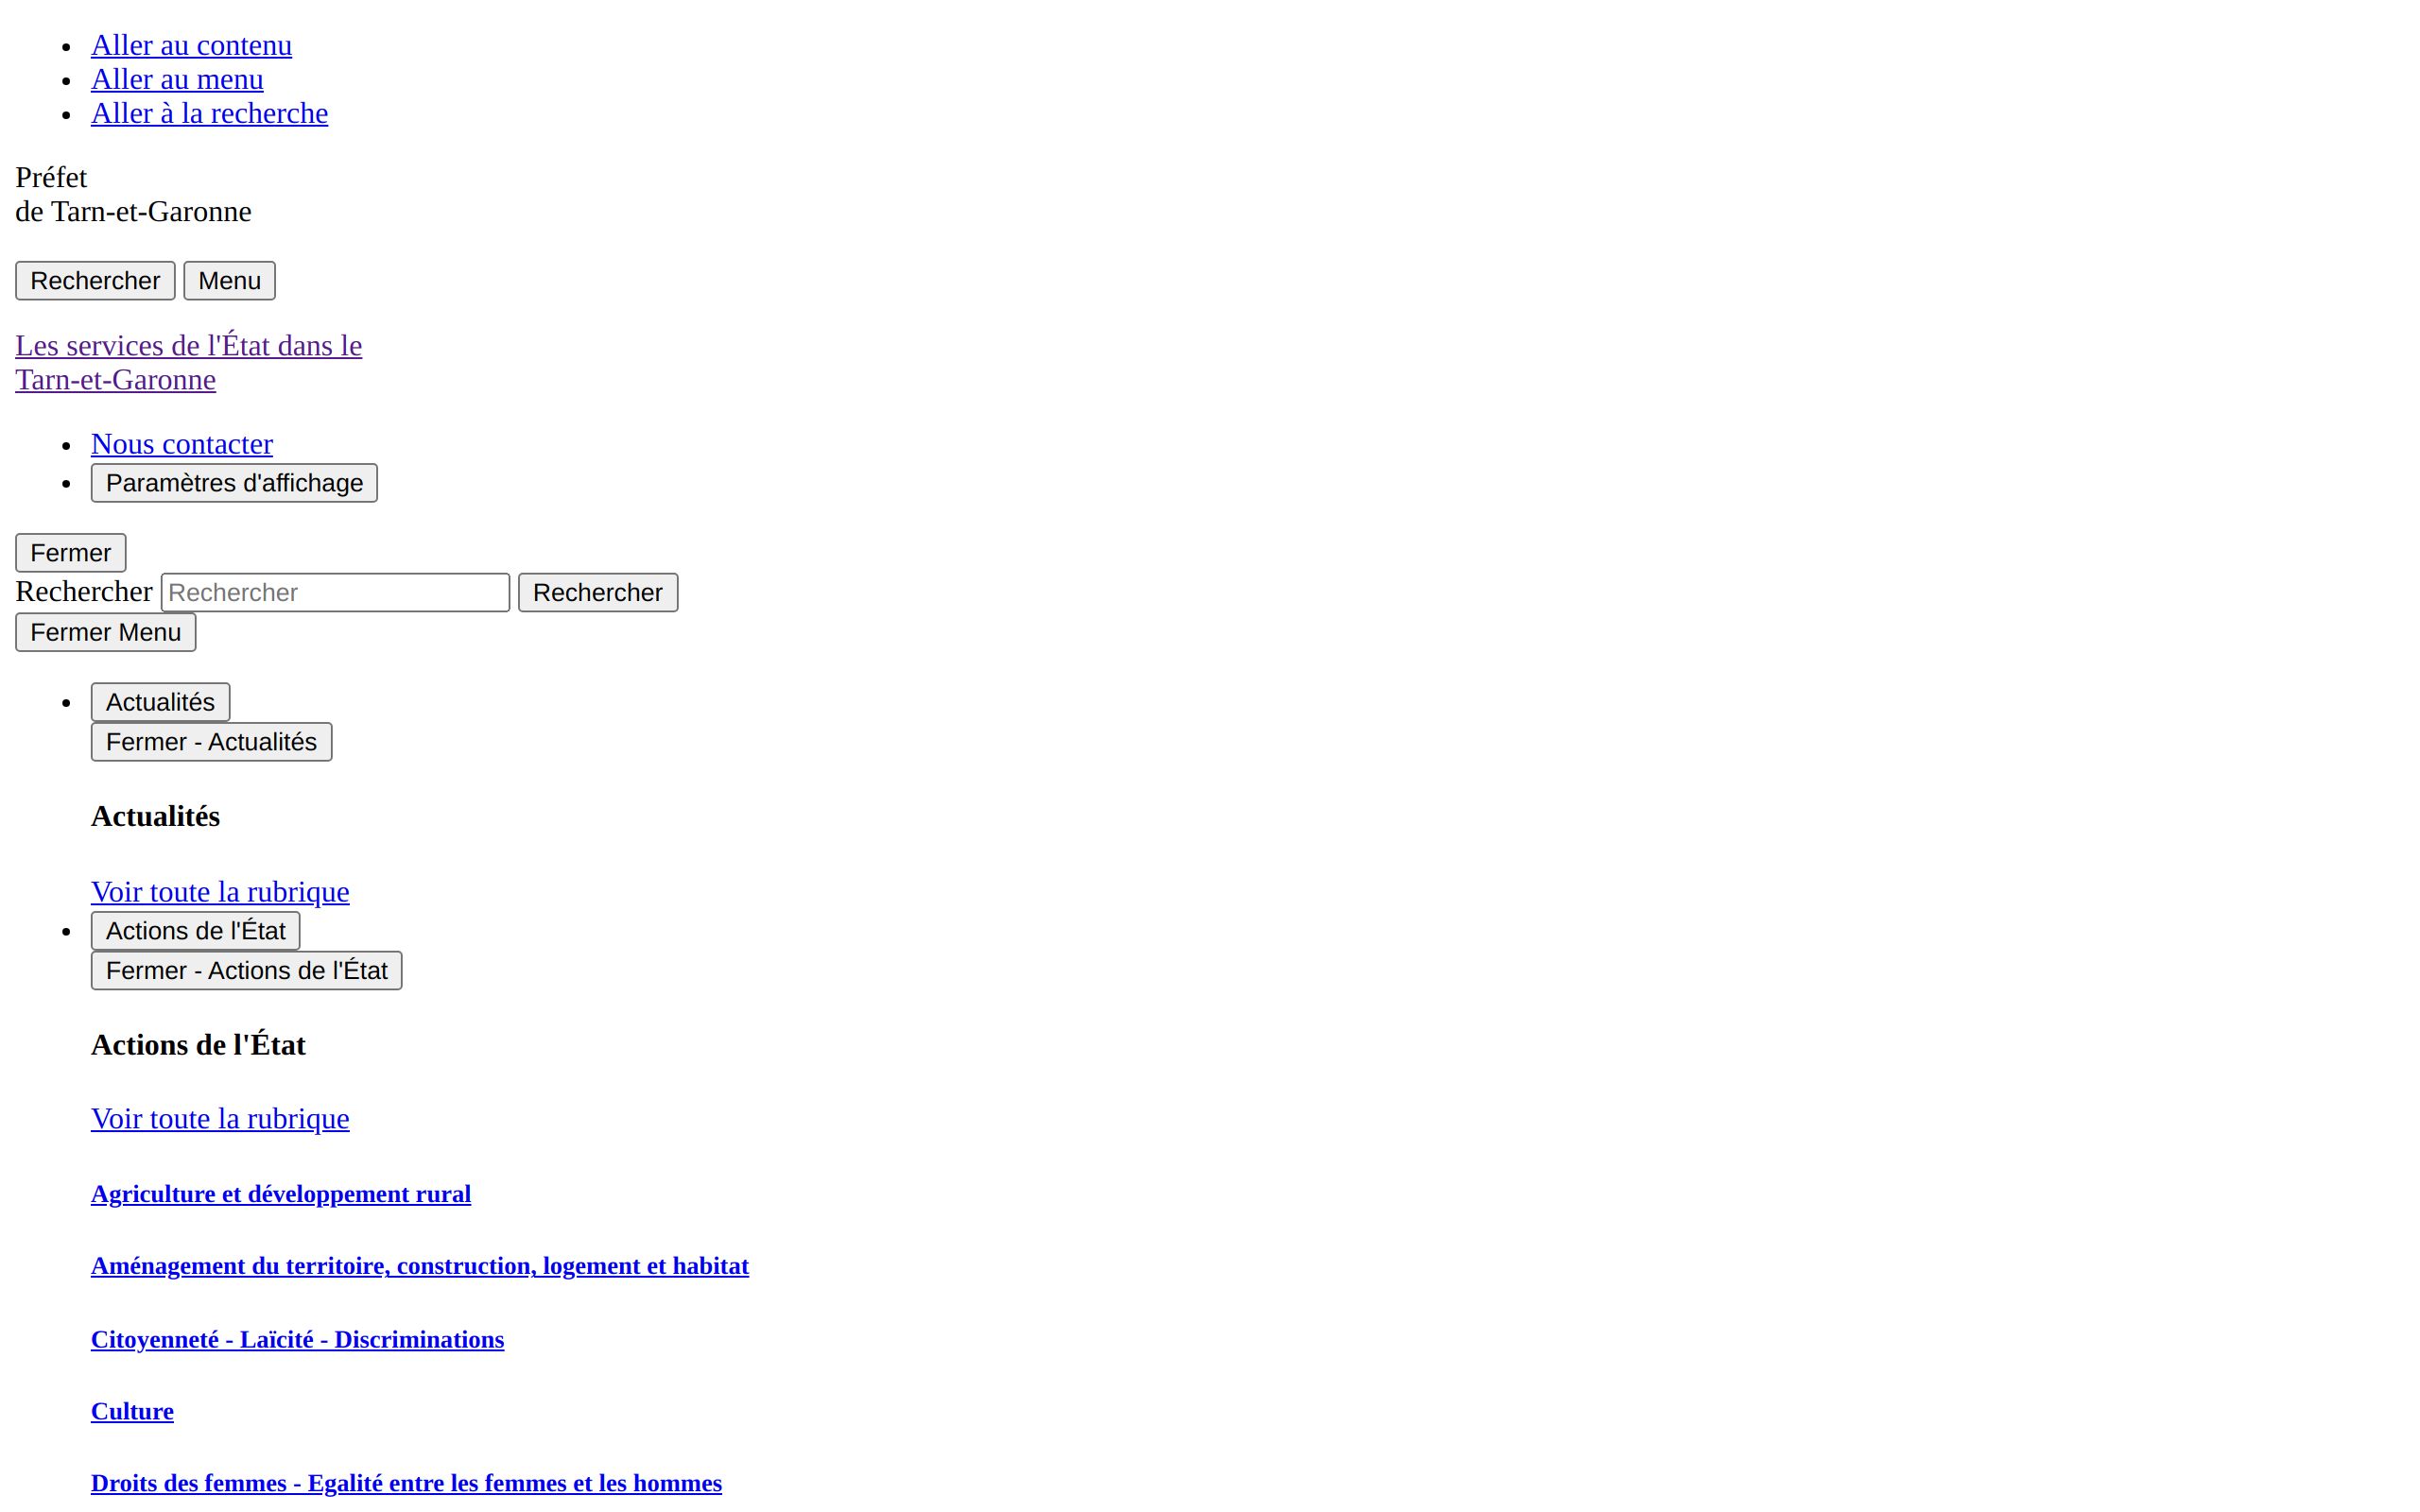 Aller au contenu
Aller au menu
Aller à la recherche
Préfet
de Tarn-et-Garonne
Rechercher Menu
Les services de l'État dans le
Tarn-et-Garonne
Nous contacter
Paramètres d'affichage
Fermer
Rechercher Rechercher Rechercher
Fermer Menu
Actualités
Fermer - Actualités
Actualités
Voir toute la rubrique
Actions de l'État
Fermer - Actions de l'État
Actions de l'État
Voir toute la rubrique
Agriculture et développement rural
Aménagement du territoire, construction, logement et habitat
Citoyenneté - Laïcité - Discriminations
Culture
Droits des femmes - Egalité entre les femmes et les hommes